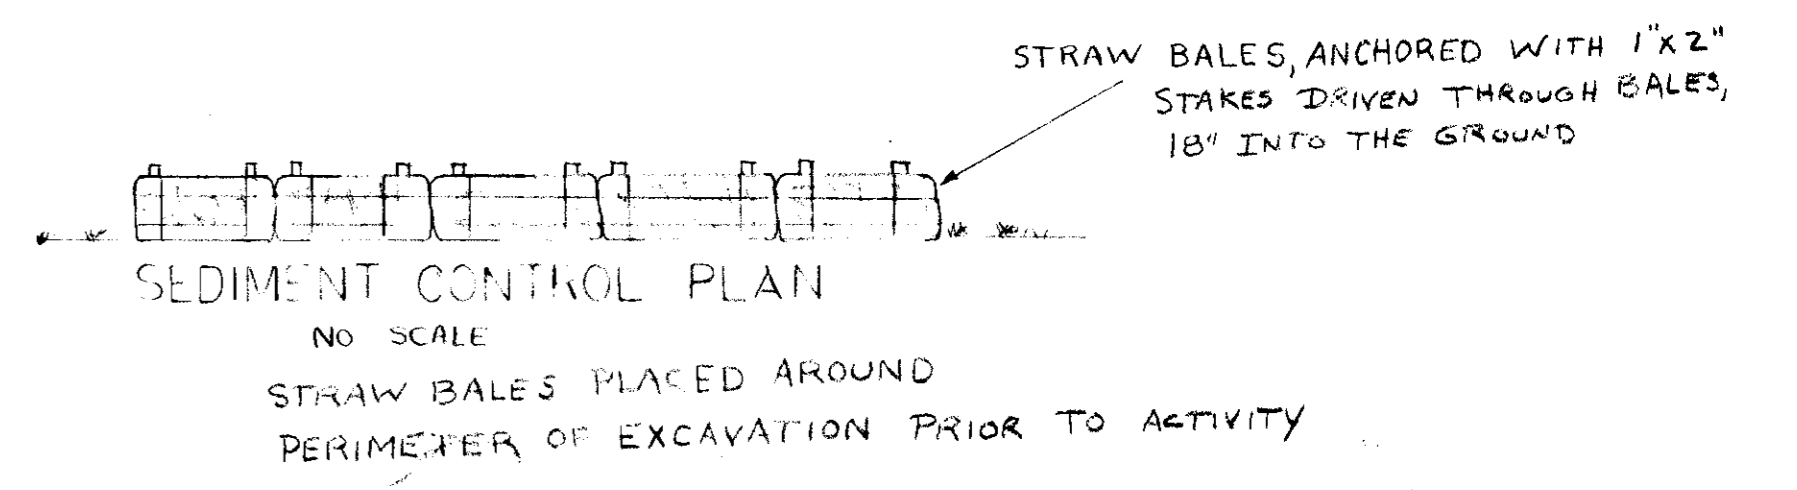 STRAW BALES, ANCHORED WITH 1"X2"
STAKES DRIVEN THROUGH BALES,
18" INTO THE GROUND
SEDIMENT CONTROL PLAN
NO SCALE
STRAW BALES PLACED AROUND
PERIMETER OF EXCAVATION PRIOR TO ACTIVITY